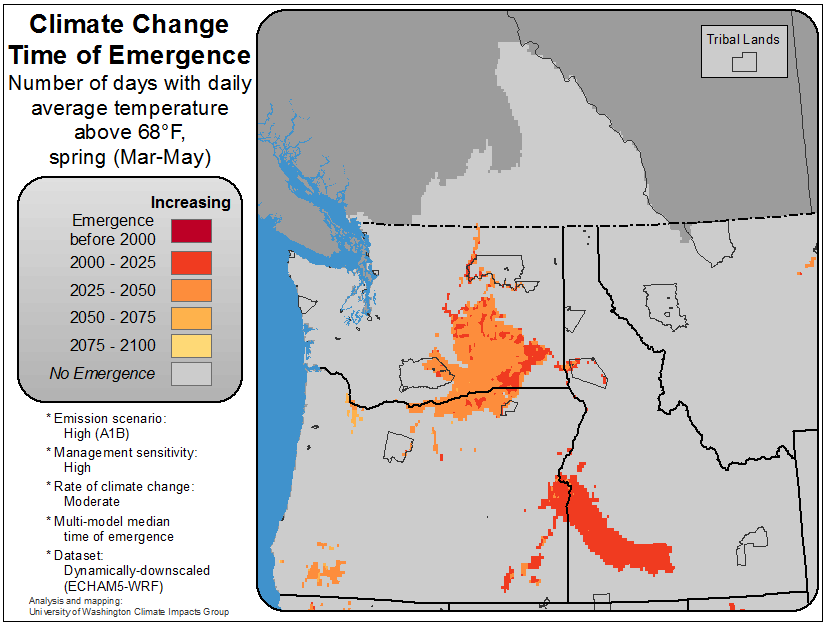 Climate Change
Time of Emergence
Number of days with daily
average temperature
above 68°F,
spring (Mar-May)
Increasing
Emergence
before 2000
2000 - 2025
2025 - 2050
2050 - 2075
2075 - 2100
No Emergence
* Emission scenario:
High (A1B)
* Management sensitivity:
High
* Rate of climate change:
Moderate
* Multi-model median
time of emergence
* Dataset:
Dynamically-downscaled
(ECHAM5-WRF)
Analysis and mapping:
University of Washington Climate Impacts Group
Tribal Lands